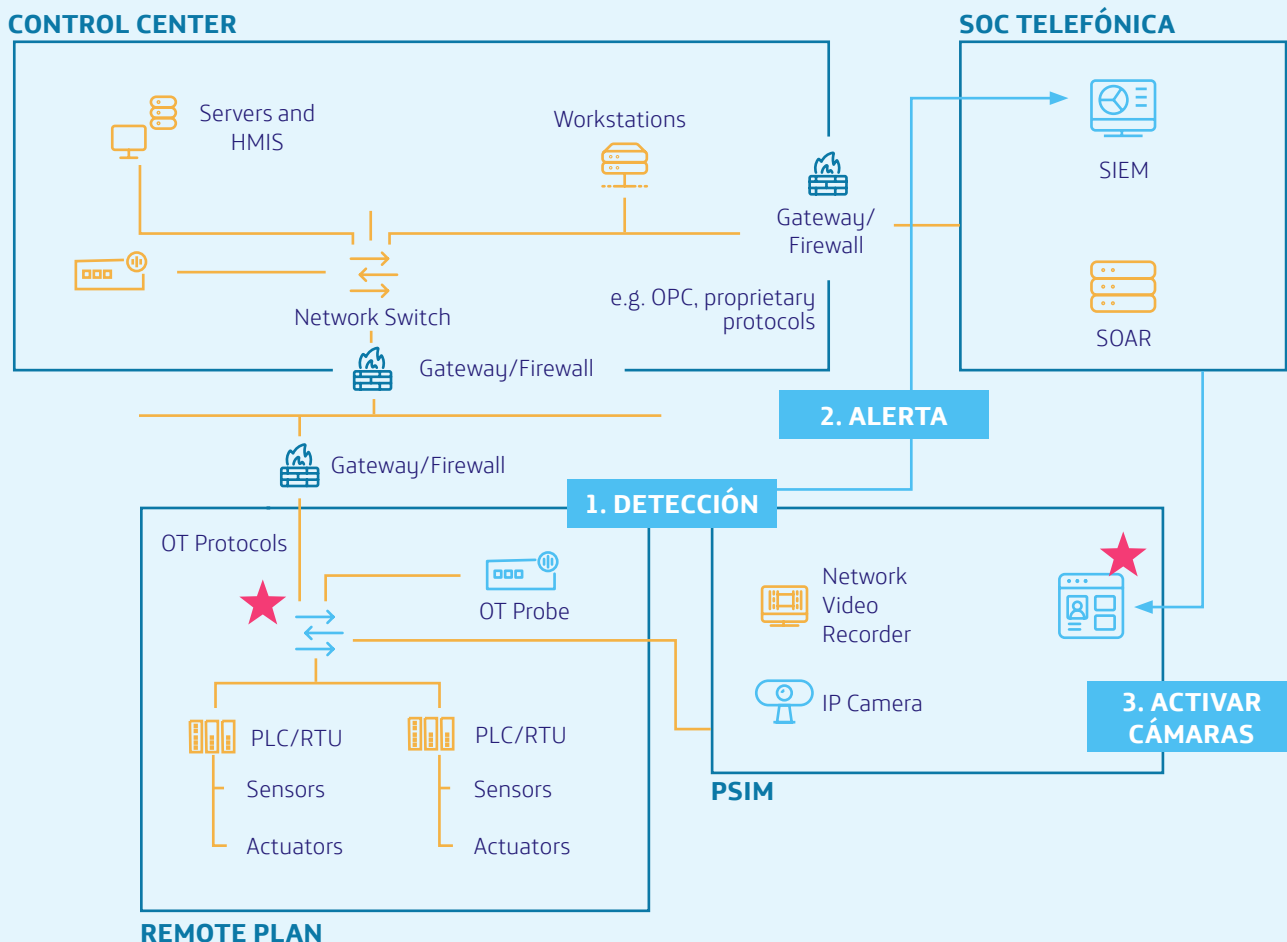 CONTROL CENTER
SOC TELEFÓNICA
Servers and
HMIS
Workstations
Gateway/
Firewall
SIEM
e.g. OPC, proprietary
protocols
Network Switch
SOAR
Gateway/Firewall
2. ALERTA
Gateway/Firewall
1. DETECCIÓN
OT Protocols
OT Probe
Network
Video
Recorder
IP Camera
3. ACTIVAR
CÁMARAS
PLC/RTU
PLC/RTU
Sensors
Sensors
Actuators
Actuators
PSIM
REMOTE PLAN